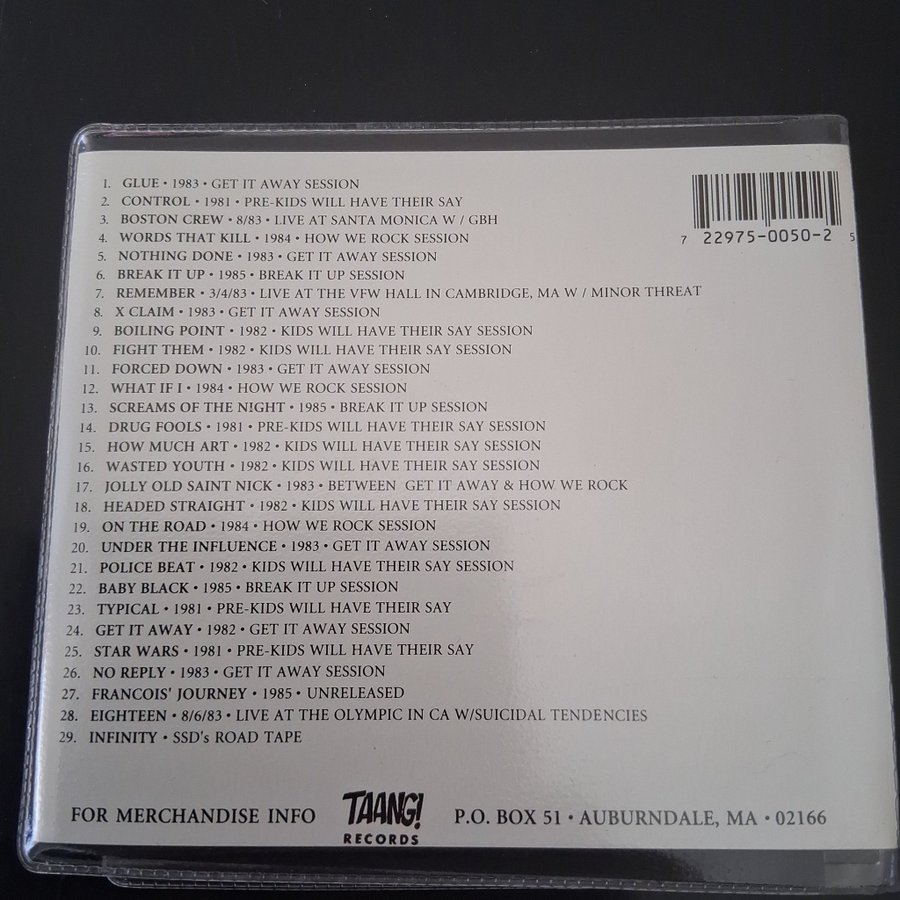 1. GLUE • 1983 • GET IT AWAY SESSION
2. CONTROL • 1981 • PRE-KIDS WILL HAVE THEIR SAY
3. BOSTON CREW • 8/83 • LIVE AT SANTA MONICA W / GBH
4. WORDS THAT KILL • 1984 • HOW WE ROCK SESSION
5. NOTHING DONE • 1983 • GET IT AWAY SESSION
6. BREAK IT UP • 1985 • BREAK IT UP SESSION
7. REMEMBER • 3/4/83 • LIVE AT THE VFW HALL IN CAMBRIDGE, MA W / MINOR THREAT
8. X CLAIM • 1983 • GET IT AWAY SESSION
9. BOILING POINT • 1982 • KIDS WILL HAVE THEIR SAY SESSION
10. FIGHT THEM • 1982 • KIDS WILL HAVE THEIR SAY SESSION
11. FORCED DOWN • 1983 • GET IT AWAY SESSION
12. WHAT IF I • 1984 • HOW WE ROCK SESSION
13. SCREAMS OF THE NIGHT • 1985 • BREAK IT UP SESSION
14. DRUG FOOLS • 1981 • PRE-KIDS WILL HAVE THEIR SAY SESSION
15. HOW MUCH ART • 1982 • KIDS WILL HAVE THEIR SAY SESSION
16. WASTED YOUTH • 1982 • KIDS WILL HAVE THEIR SAY SESSION
17. JOLLY OLD SAINT NICK • 1983 • BETWEEN GET IT AWAY & HOW WE ROCK
18. HEADED STRAIGHT • 1982 • KIDS WILL HAVE THEIR SAY SESSION
19. ON THE ROAD • 1984 • HOW WE ROCK SESSION
20. UNDER THE INFLUENCE • 1983 • GET IT AWAY SESSION
21. POLICE BEAT • 1982 • KIDS WILL HAVE THEIR SAY SESSION
22. BABY BLACK • 1985 • BREAK IT UP SESSION
23. TYPICAL • 1981 • PRE-KIDS WILL HAVE THEIR SAY
24. GET IT AWAY • 1982 • GET IT AWAY SESSION
25. STAR WARS • 1981 • PRE-KIDS WILL HAVE THEIR SAY
26. NO REPLY • 1983 • GET IT AWAY SESSION
27. FRANCOIS' JOURNEY • 1985 • UNRELEASED
28. EIGHTEEN • 8/6/83 • LIVE AT THE OLYMPIC IN CA W/SUICIDAL TENDENCIES
29. INFINITY • SSD's ROAD TAPE
7 22975-0050-2 5
FOR MERCHANDISE INFO TAANG! RECORDS P.O. BOX 51 • AUBURNDALE, MA • 02166